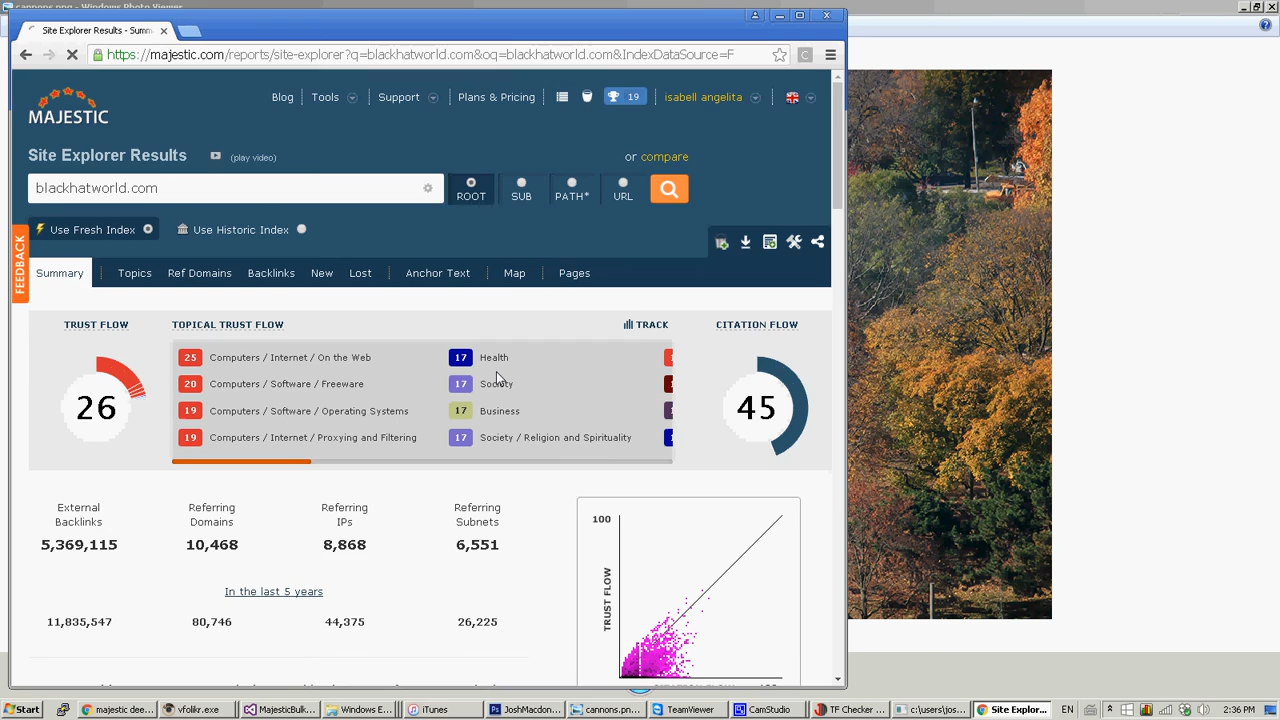 cannons.png - Windows Photo Viewer
Site Explorer Results - Summ
https://majestic.com/reports/site-explorer?q=blackhatworld.com&oq=blackhatworld.com&IndexDataSource=F
MAJESTIC
Blog Tools Support Plans & Pricing 19 isabell angelita
Site Explorer Results (play video) or compare
blackhatworld.com ROOT SUB PATH* URL
Use Fresh Index Use Historic Index
FEEDBACK
Summary Topics Ref Domains Backlinks New Lost Anchor Text Map Pages
TRUST FLOW TOPICAL TRUST FLOW TRACK CITATION FLOW
25 Computers / Internet / On the Web 17 Health
20 Computers / Software / Freeware 17 Society
26 45
19 Computers / Software / Operating Systems 17 Business
19 Computers / Internet / Proxying and Filtering 17 Society / Religion and Spirituality
External Backlinks Referring Domains Referring IPs Referring Subnets
5,369,115 10,468 8,868 6,551
100
TRUST FLOW
In the last 5 years
11,835,547 80,746 44,375 26,225
Start majestic dee... vfolikr.exe MajesticBulk... Windows E... iTunes JoshMacdon... cannons.pn... TeamViewer CamStudio TF Checker ... c:\users\jos... Site Explor... EN 2:36 PM